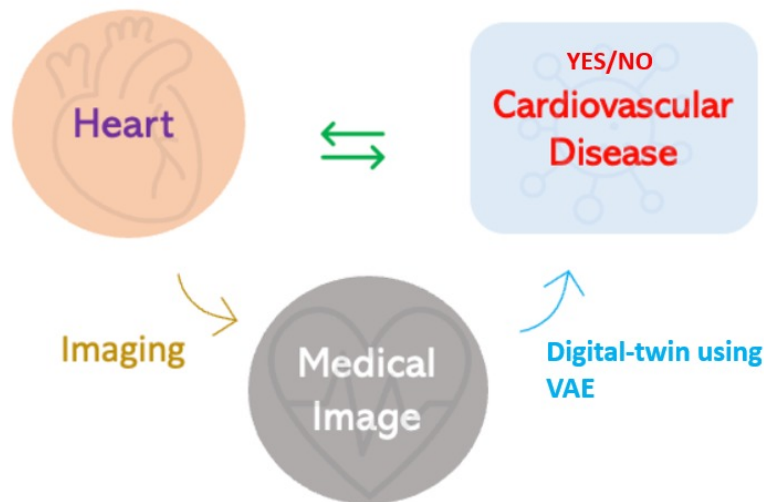 Heart
YES/NO
Cardiovascular
Disease
Imaging
Medical
Image
Digital-twin using
VAE